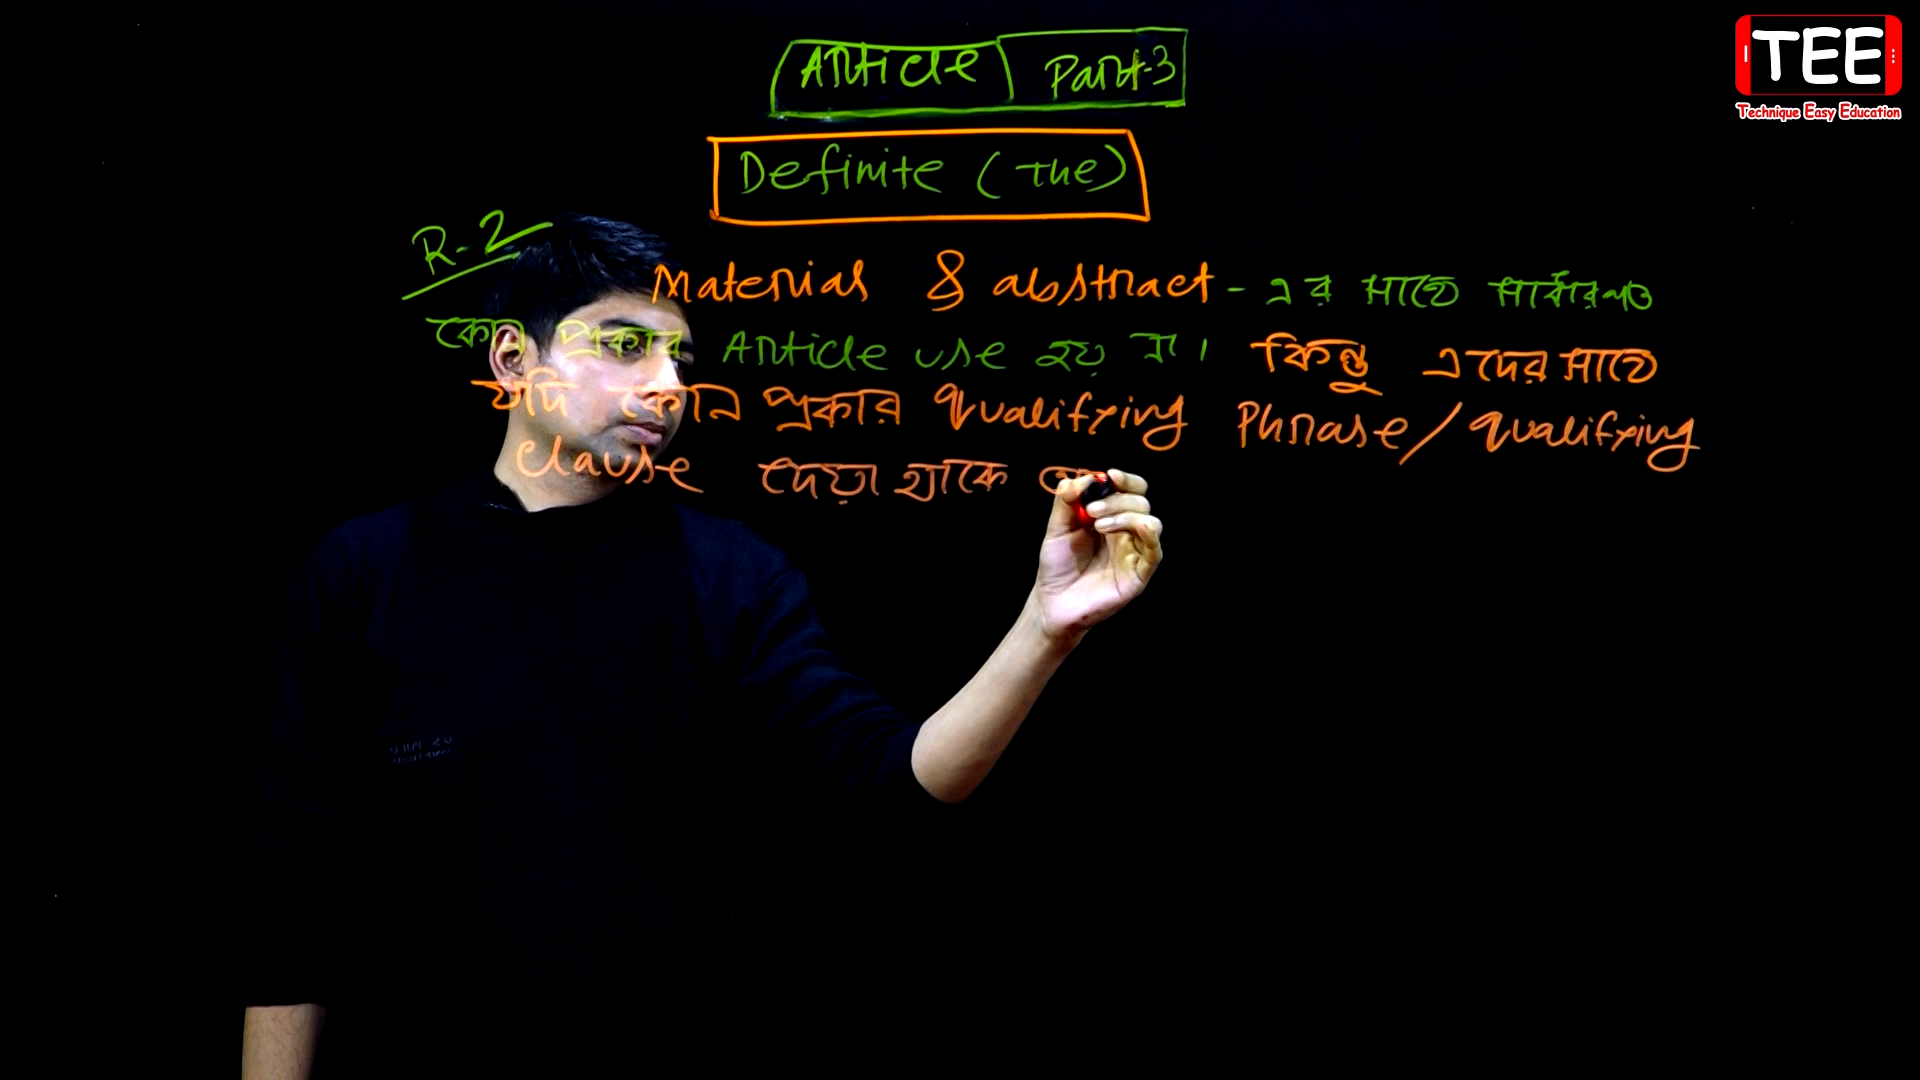 TEE
Technique Easy Education
Article Part-3
Definite (The)
R-2
Material & abstract - এর সাথে সাধারণত
কোন প্রকার Article use হয় না। কিন্তু এদের সাথে
যদি কোন প্রকার Qualifying Phrase/Qualifying
Clause দেয়া থাকে